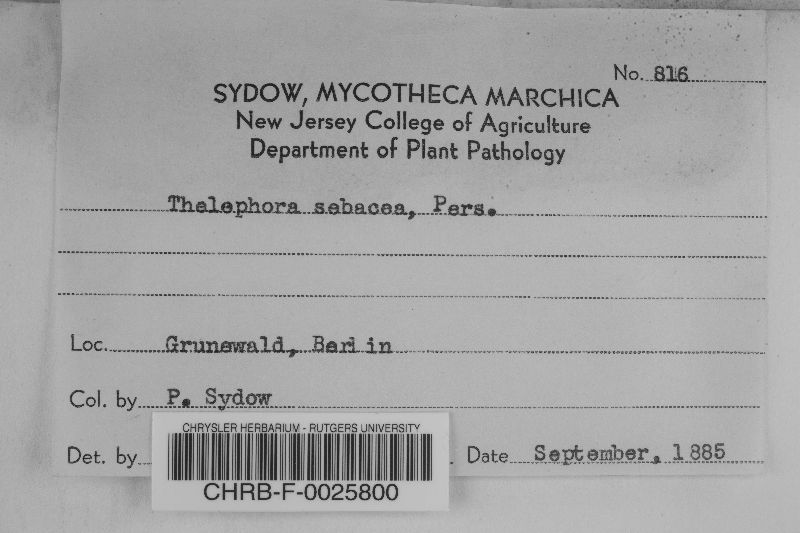 No. 816
SYDOW, MYCOTHECA MARCHICA
New Jersey College of Agriculture
Department of Plant Pathology
Thelephora sebacea, Pers.
Loc. Grunewald, Berlin
Col. by P. Sydow
Det. by
Date September, 1885
CHRYSLER HERBARIUM - RUTGERS UNIVERSITY
CHRB-F-0025800